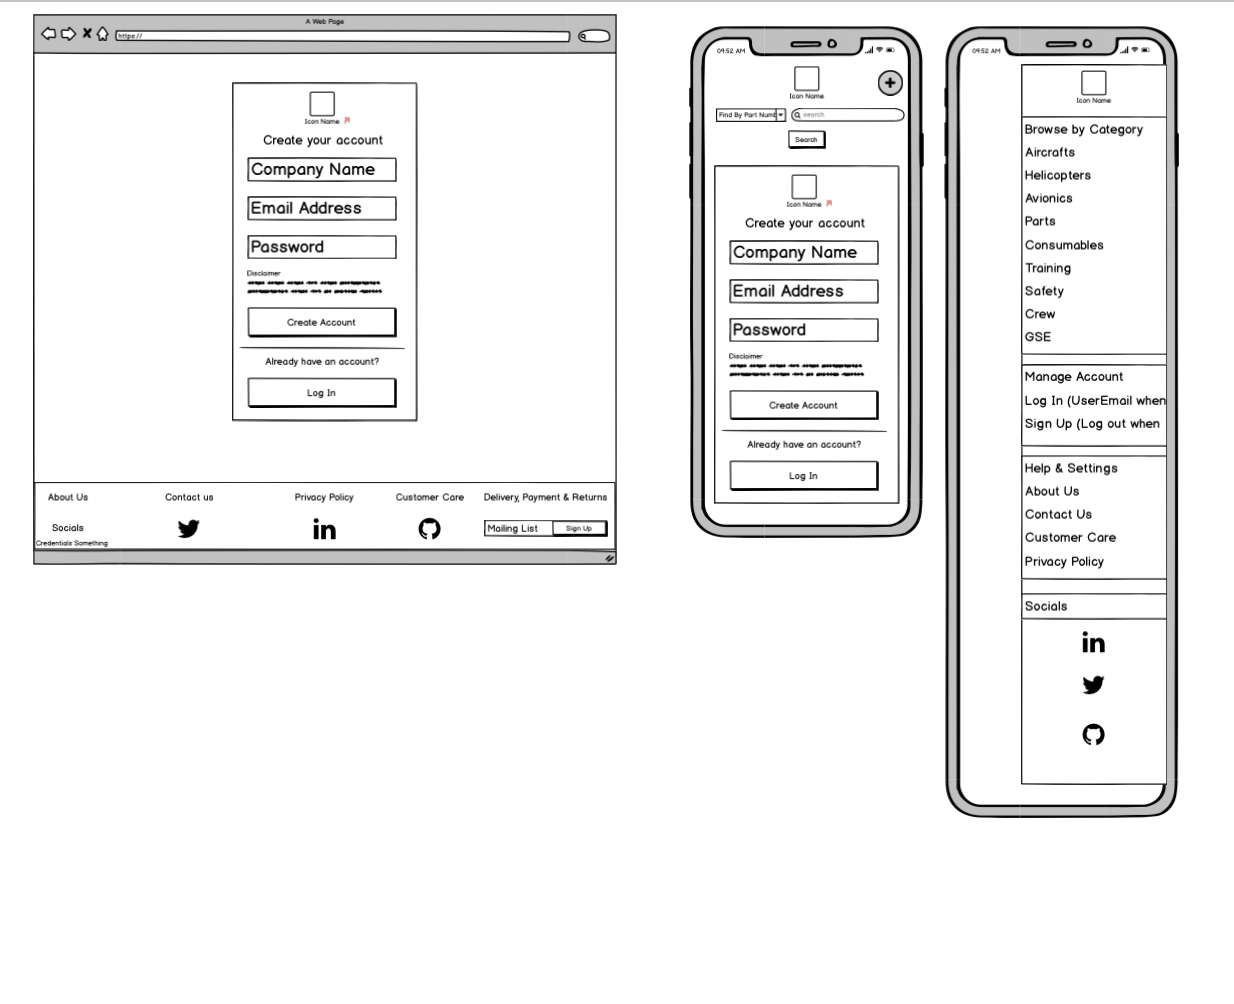 A Web Page
https://
Icon Name
Create your account
Company Name
Email Address
Password
Disclaimer
Create Account
Already have an account?
Log In
About Us
Contact us
Privacy Policy
Customer Care
Delivery, Payment & Returns
Socials
in
Mailing List
Sign Up
Credentials Something
09:52 AM
Icon Name
Find By Part Numb
search
Search
Icon Name
Create your account
Company Name
Email Address
Password
Disclaimer
Create Account
Already have an account?
Log In
09:52 AM
Icon Name
Browse by Category
Aircrafts
Helicopters
Avionics
Parts
Consumables
Training
Safety
Crew
GSE
Manage Account
Log In (UserEmail when
Sign Up (Log out when
Help & Settings
About Us
Contact Us
Customer Care
Privacy Policy
Socials
in